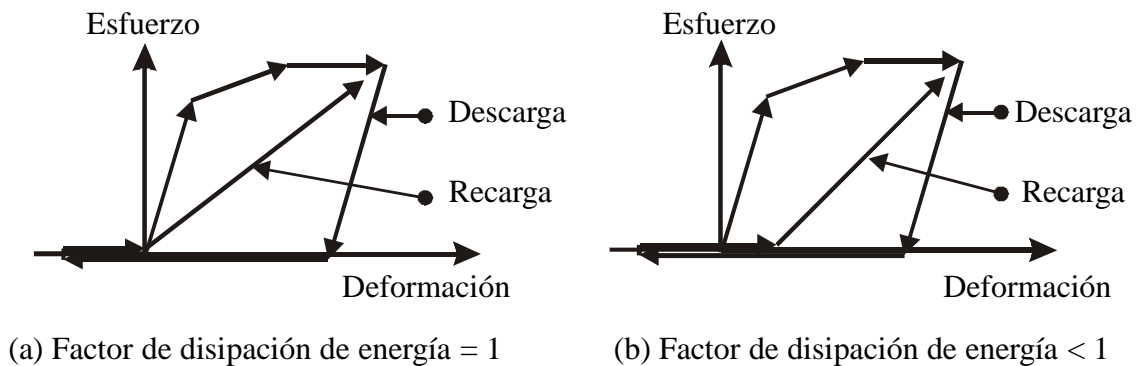 Esfuerzo
Descarga
Recarga
Deformación
(a) Factor de disipación de energía = 1
Esfuerzo
Descarga
Recarga
Deformación
(b) Factor de disipación de energía < 1